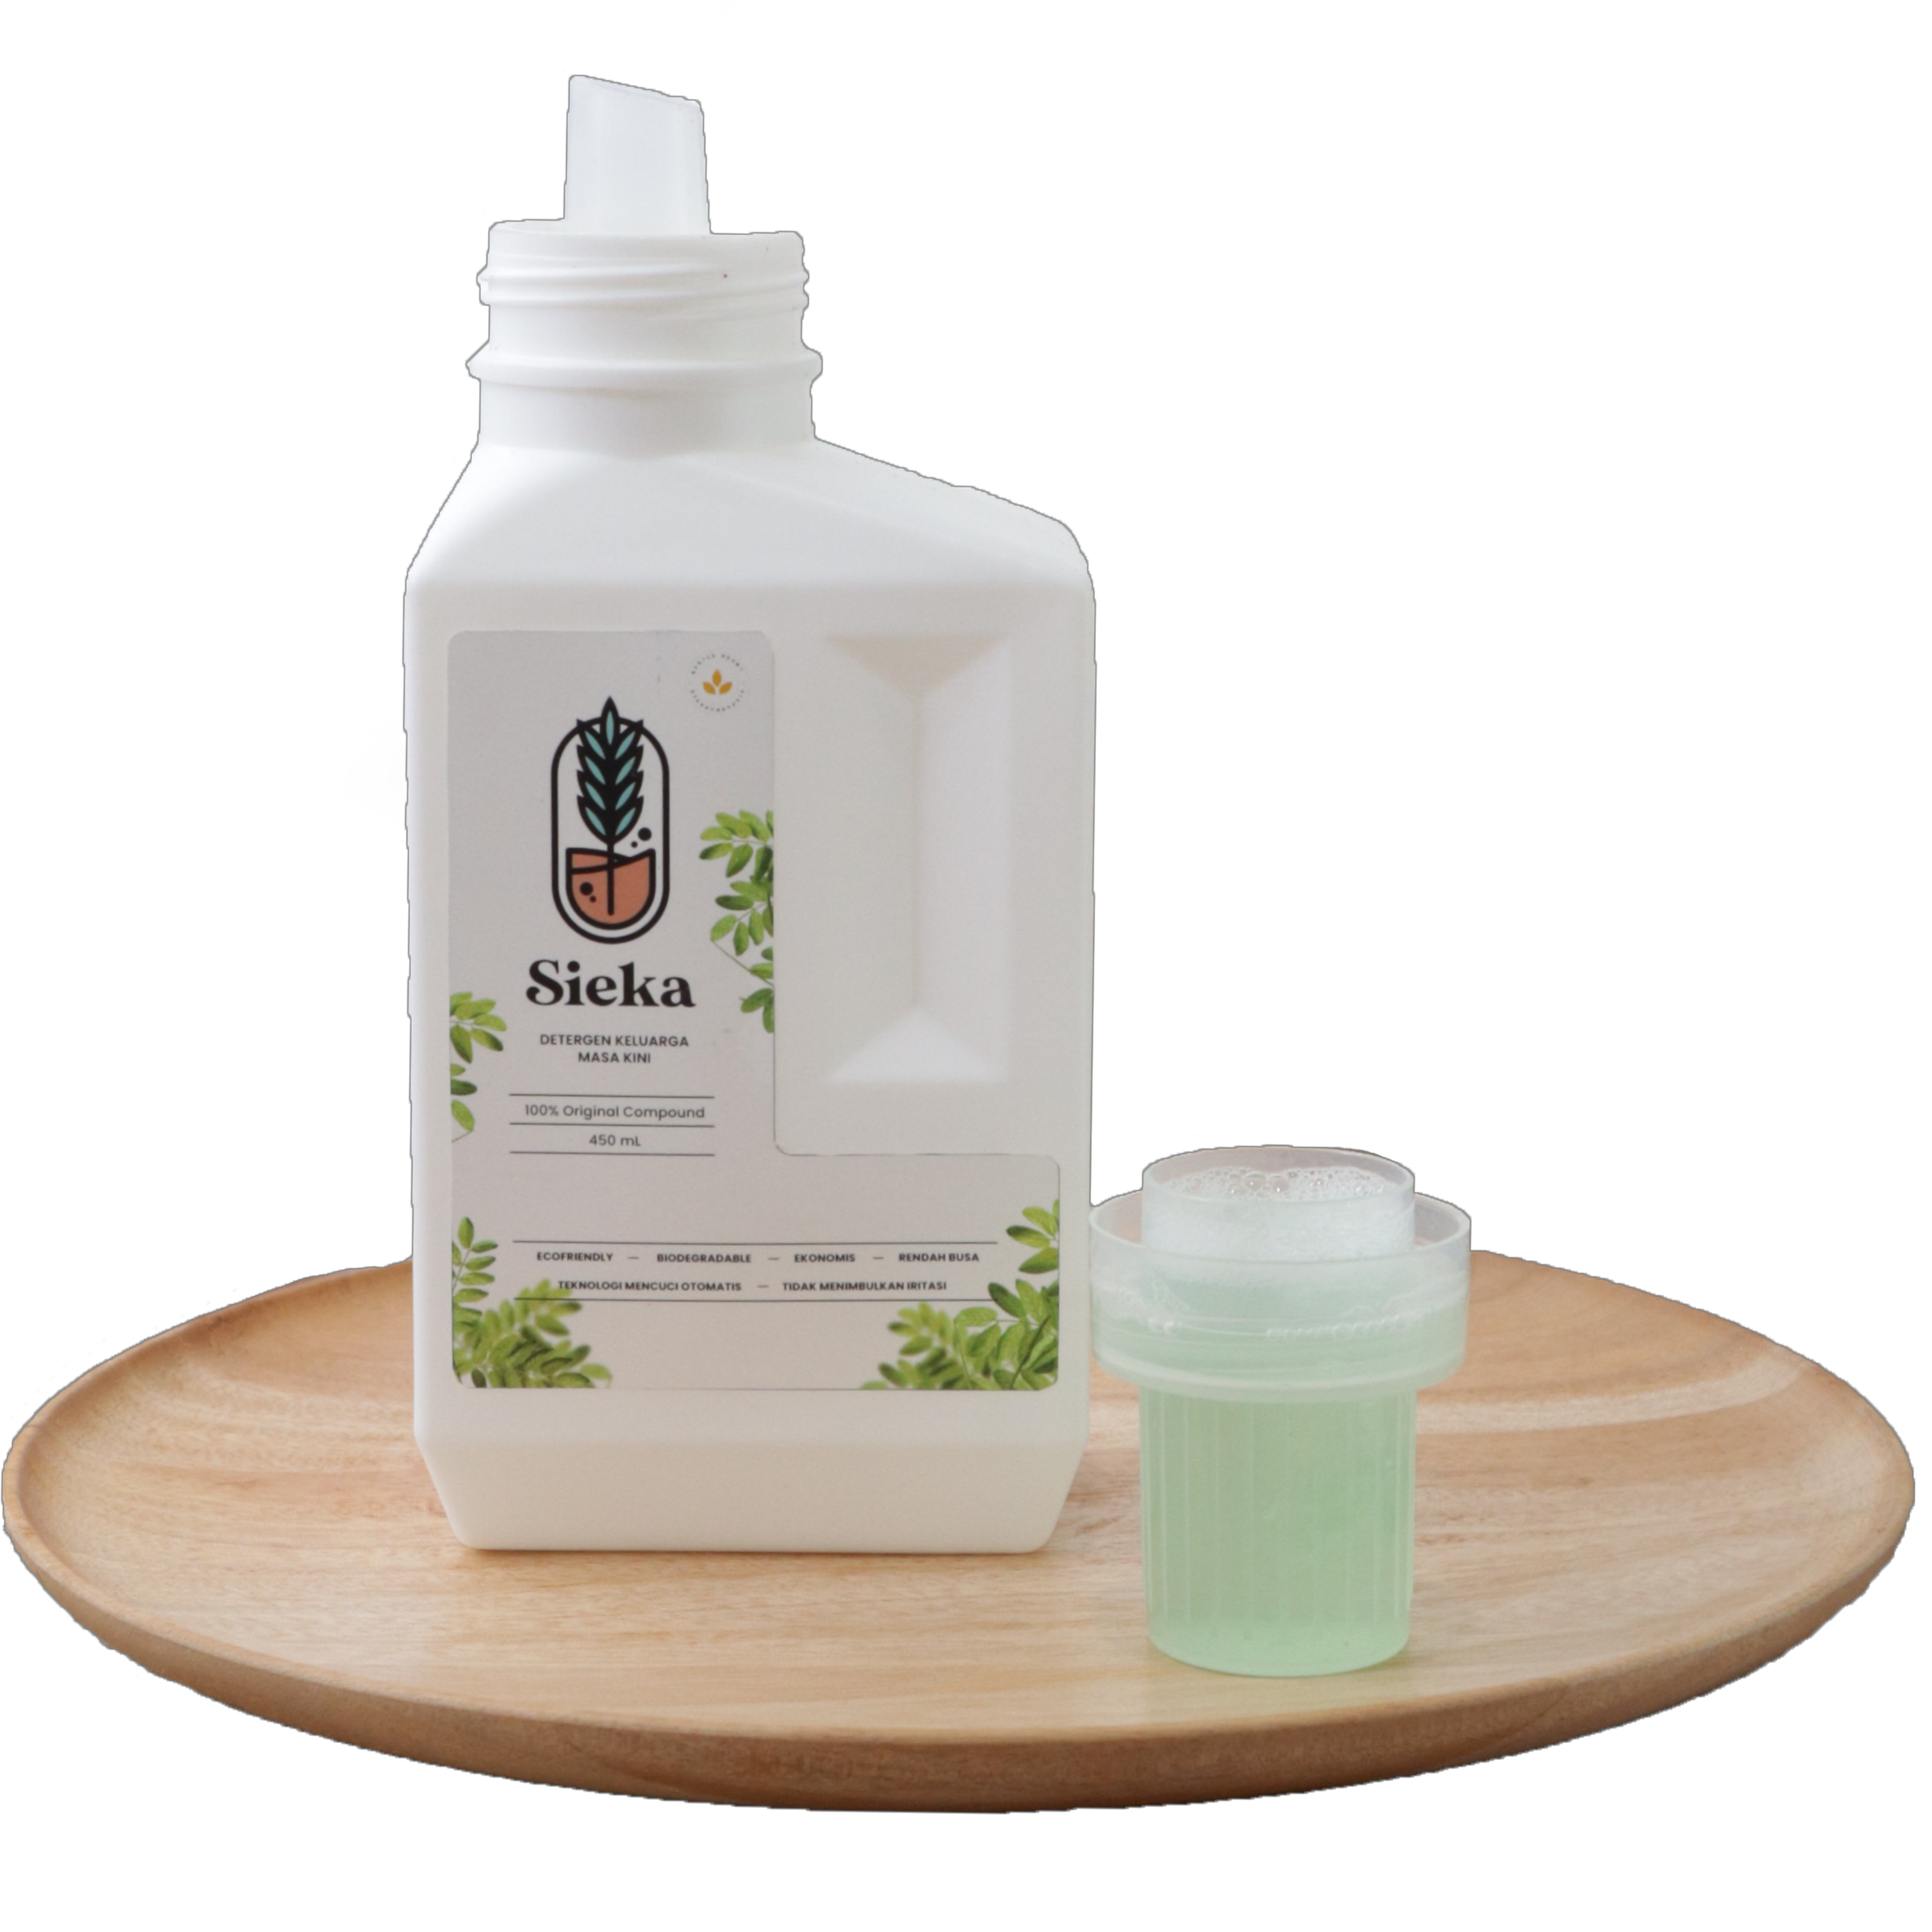 Sieka
DETERGEN KELUARGA
MASA KINI
100% Original Compound
450 mL
ECOFRIENDLY — BIODEGRADABLE — EKONOMIS — RENDAH BUSA
TEKNOLOGI MENCUCI OTOMATIS — TIDAK MENIMBULKAN IRITASI